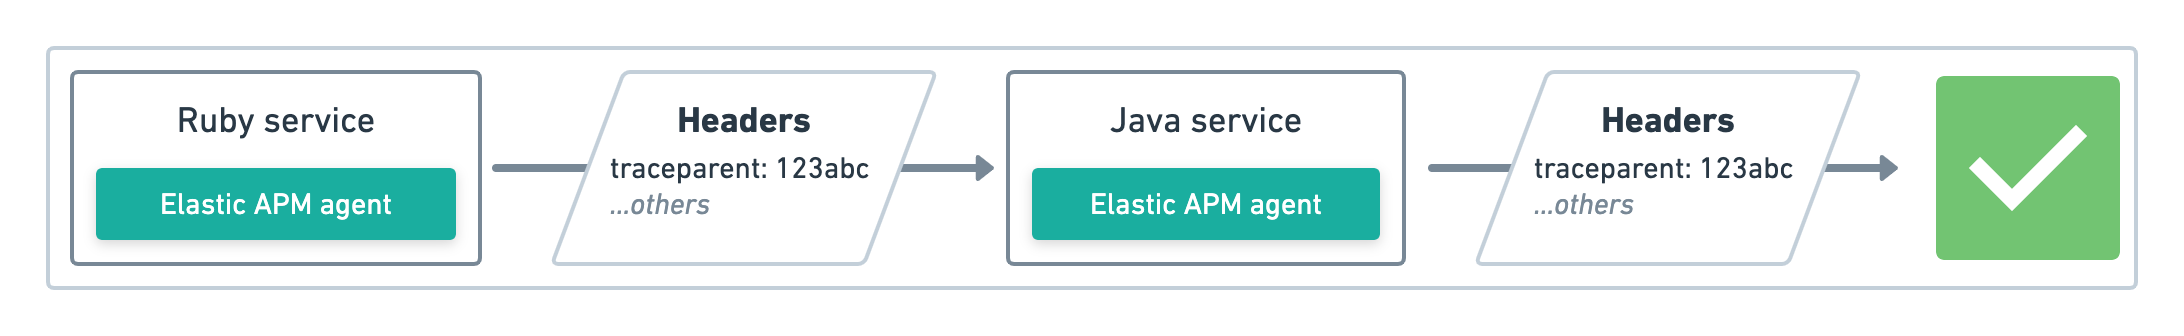 Ruby service
Elastic APM agent
Headers
traceparent: 123abc
...others
Java service
Elastic APM agent
Headers
traceparent: 123abc
...others